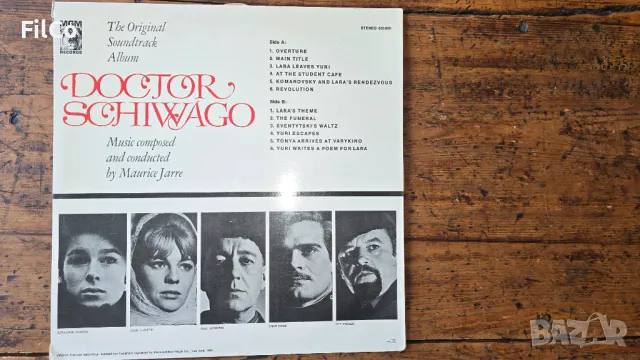 FilCo
MGM
RECORDS
The Original
Soundtrack
Album
DOCTOR
SCHIWAGO
Music composed
and conducted
by Maurice Jarre
STEREO
Side A:
1. OVERTURE
2. MAIN TITLE
3. LARA LEAVES YURI
4. AT THE STUDENT CAFE
5. KOMAROVSKY AND LARA'S RENDEZVOUS
6. REVOLUTION
Side B:
1. LARA'S THEME
2. THE FUNERAL
3. SVENTYTSKI'S WALTZ
4. YURI ESCAPES
5. TONYA ARRIVES AT VARYKINO
6. YURI WRITES A POEM FOR LARA
bazar